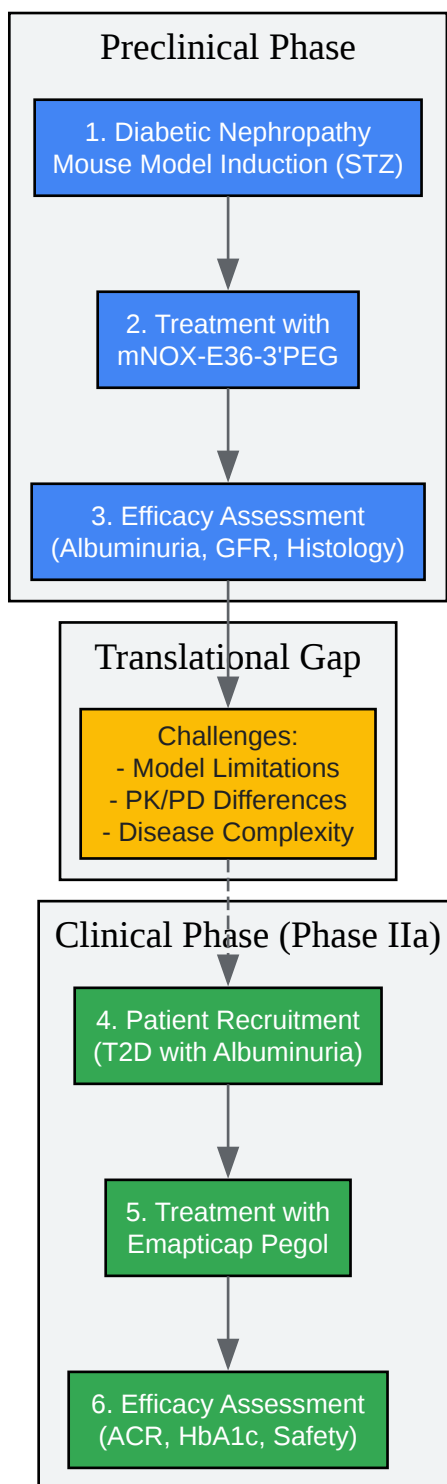 Preclinical Phase
1. Diabetic Nephropathy
Mouse Model Induction (STZ)
2. Treatment with
mNOX-E36-3'PEG
3. Efficacy Assessment
(Albuminuria, GFR, Histology)
Translational Gap
Challenges:
- Model Limitations
- PK/PD Differences
- Disease Complexity
Clinical Phase (Phase IIa)
4. Patient Recruitment
(T2D with Albuminuria)
5. Treatment with
Emapticap Pegol
6. Efficacy Assessment
(ACR, HbA1c, Safety)